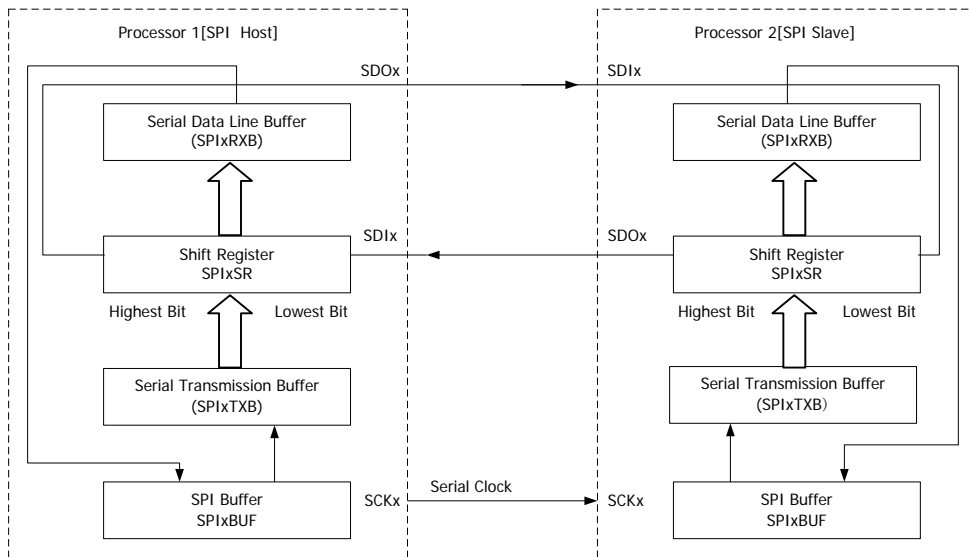 Processor 1[SPI Host]
SDOx
Serial Data Line Buffer
(SPIxRXB)
SDIx
Shift Register
SPIxSR
Highest Bit
Lowest Bit
Serial Transmission Buffer
(SPIxTXB)
SPI Buffer
SPIxBUF
SCKx
Serial Clock
Processor 2[SPI Slave]
SDIx
Serial Data Line Buffer
(SPIxRXB)
SDOx
Shift Register
SPIxSR
Highest Bit
Lowest Bit
Serial Transmission Buffer
(SPIxTXB)
SCKx
SPI Buffer
SPIxBUF